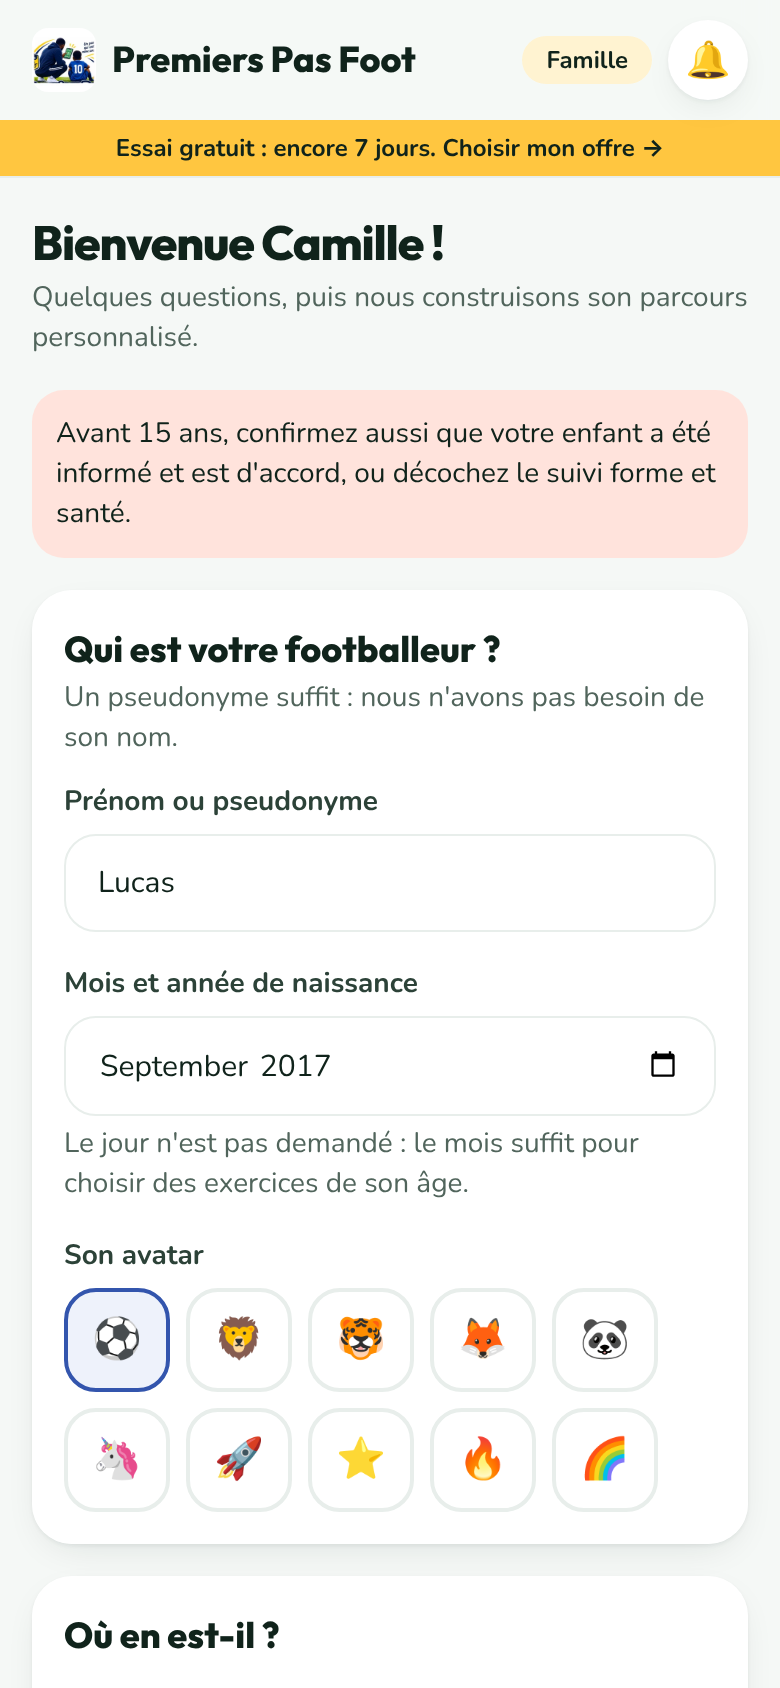 Premiers Pas Foot
Famille
Essai gratuit : encore 7 jours. Choisir mon offre →
Bienvenue Camille !
Quelques questions, puis nous construisons son parcours
personnalisé.
Avant 15 ans, confirmez aussi que votre enfant a été
informé et est d'accord, ou décochez le suivi forme et
santé.
Qui est votre footballeur ?
Un pseudonyme suffit : nous n'avons pas besoin de
son nom.
Prénom ou pseudonyme
Lucas
Mois et année de naissance
September 2017
Le jour n'est pas demandé : le mois suffit pour
choisir des exercices de son âge.
Son avatar
Où en est-il ?